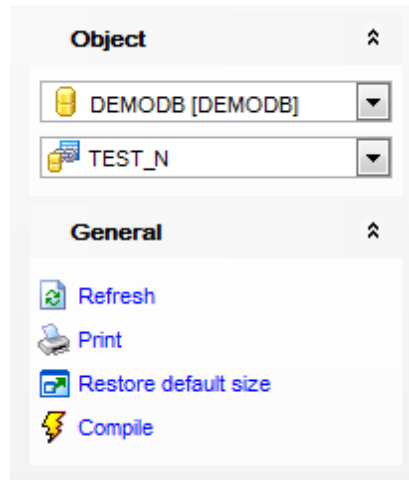 Object
DEMODB [DEMODB]
TEST_N
General
Refresh
Print
Restore default size
Compile